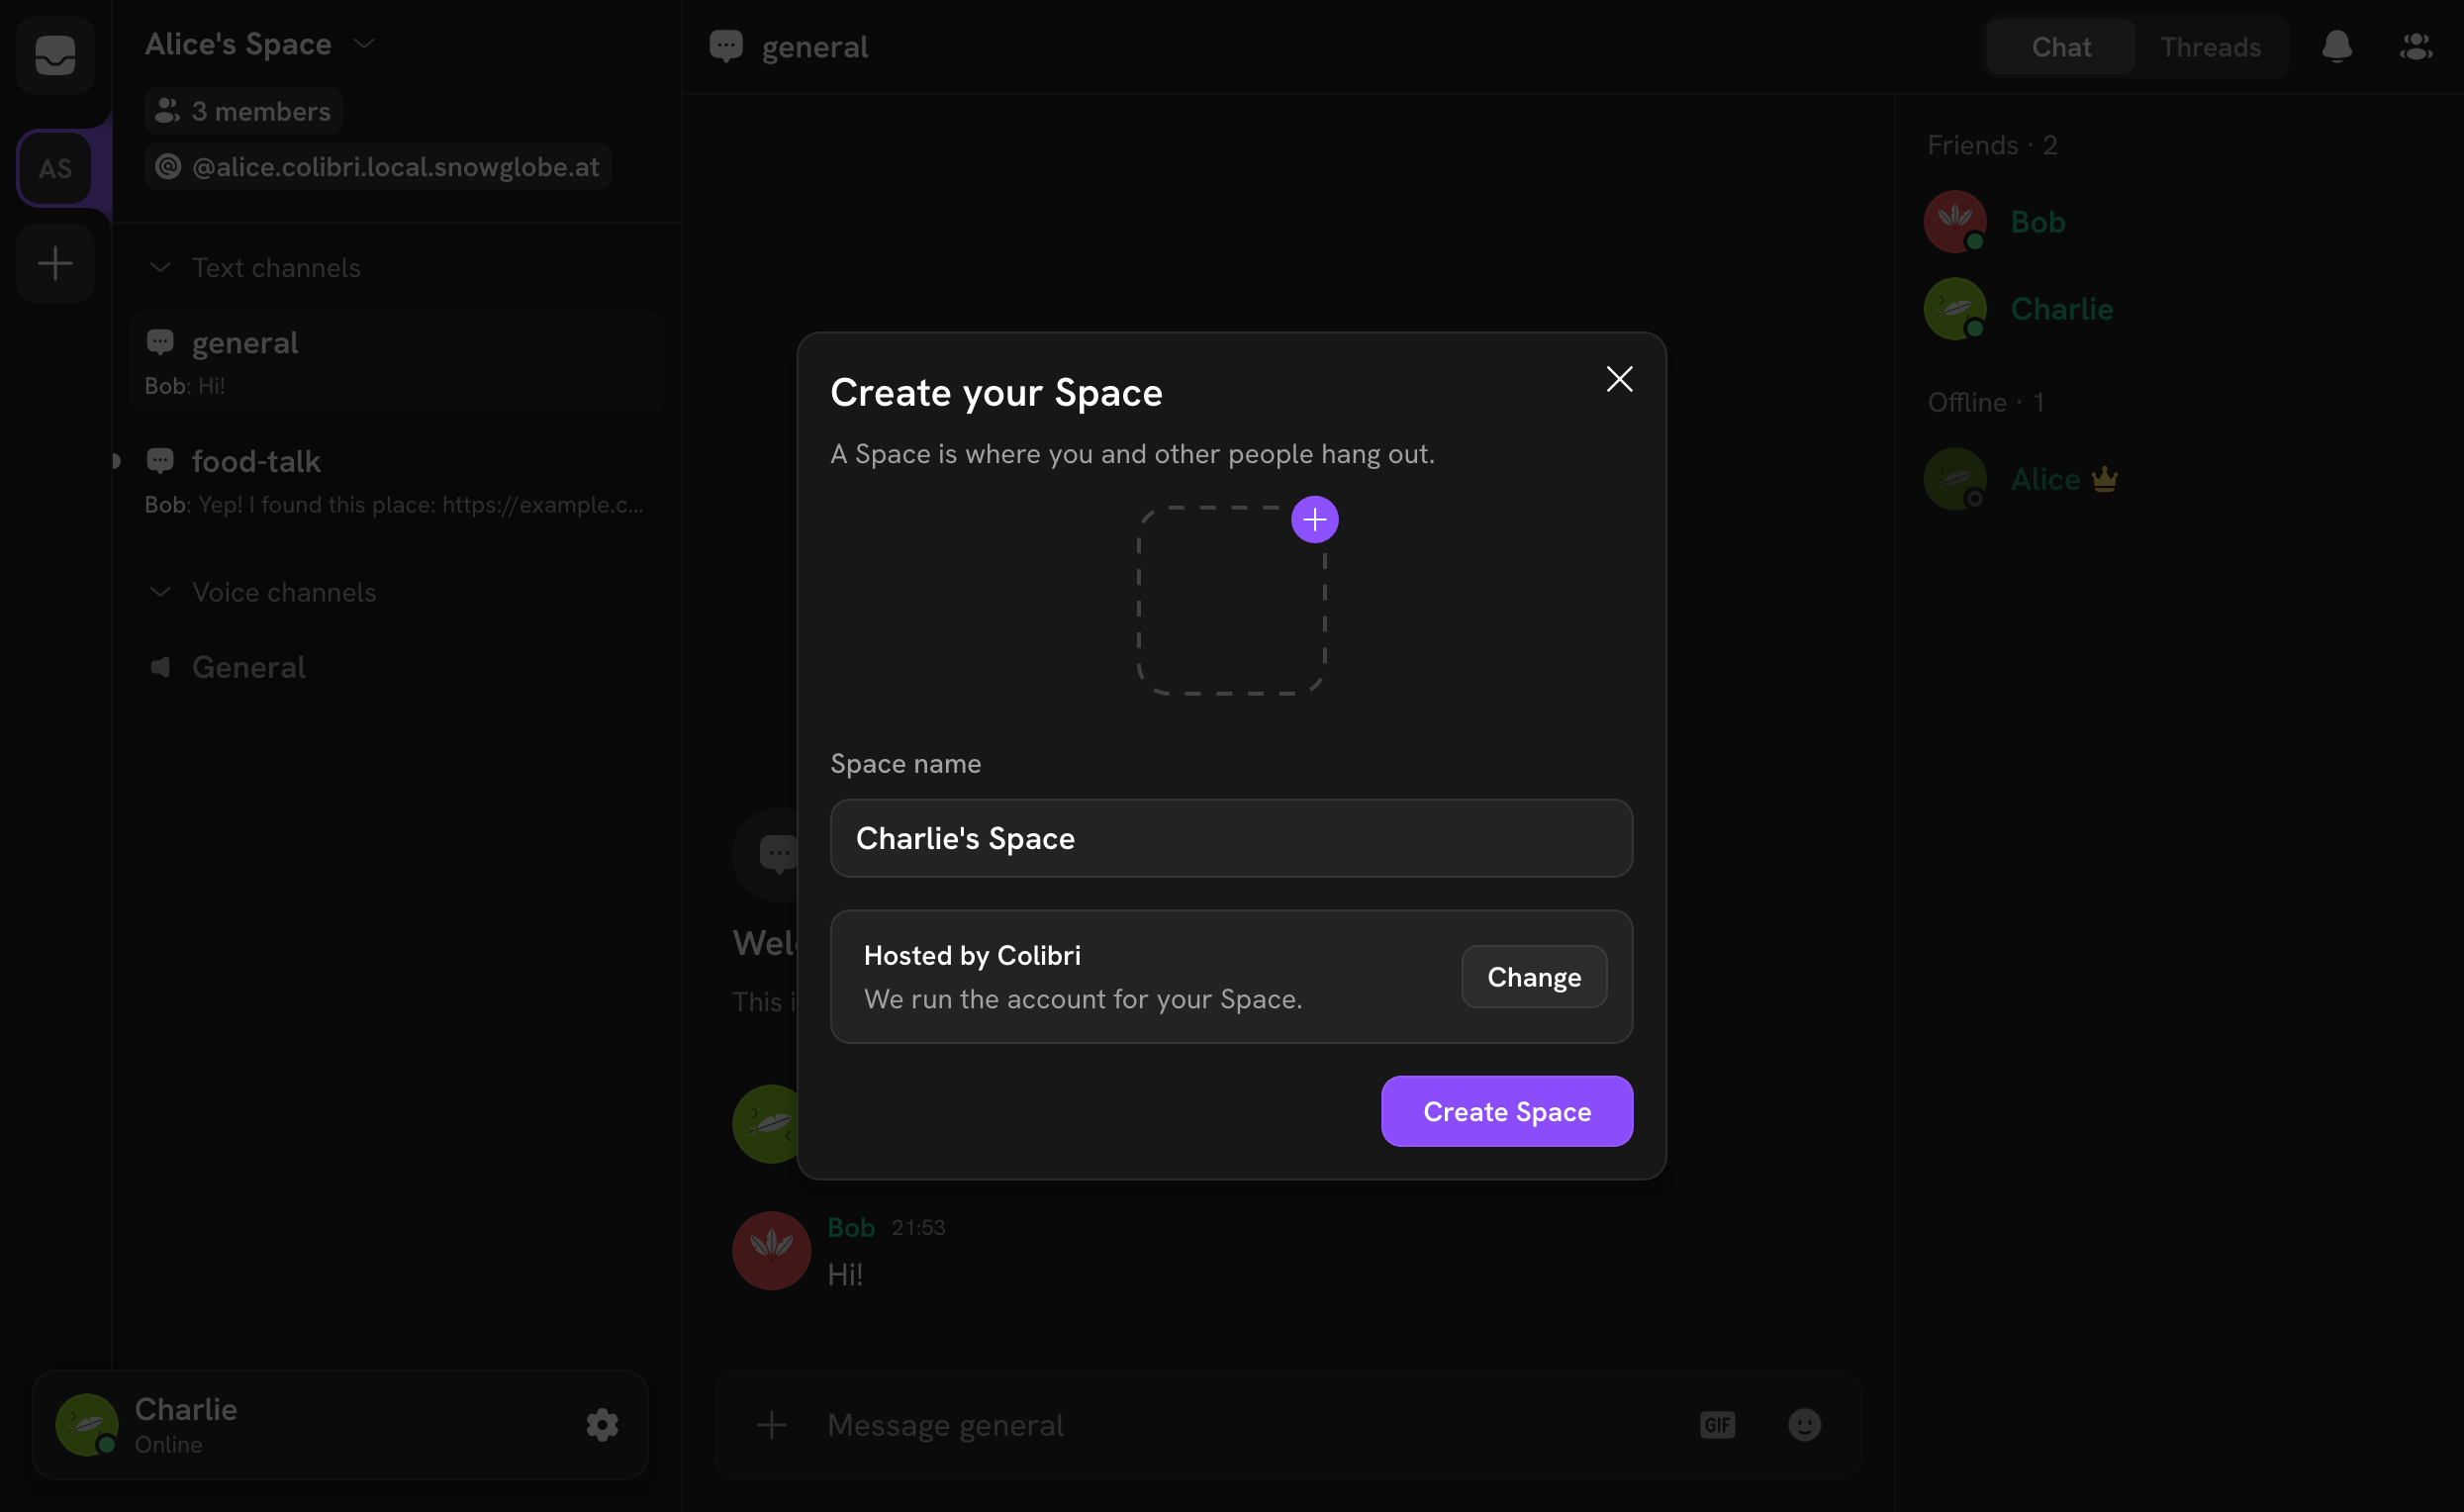 Alice's Space
3 members
@alice.colibri.local.snowglobe.at
AS
Text channels
general
Bob: Hi!
food-talk
Bob: Yep! I found this place: https://example.c...
Voice channels
General
Charlie
Online
general
Chat
Threads
Wel
This i
Bob 21:53
Hi!
Message general
GIF
Create your Space
A Space is where you and other people hang out.
Space name
Charlie's Space
Hosted by Colibri
We run the account for your Space.
Change
Create Space
Friends · 2
Bob
Charlie
Offline · 1
Alice